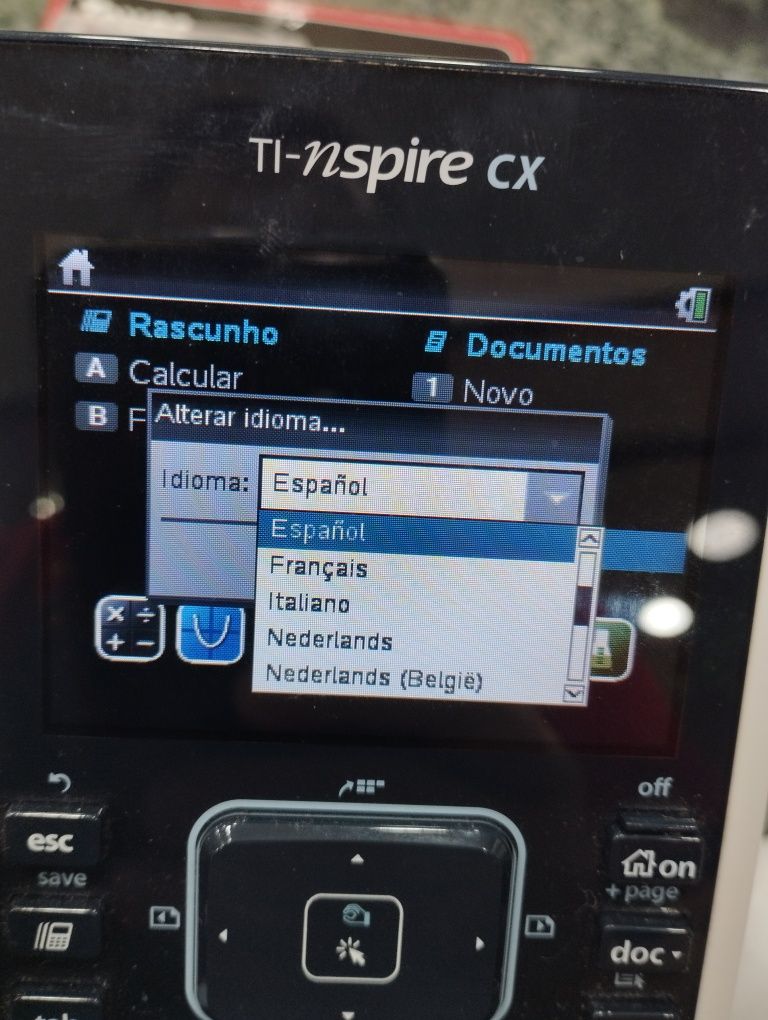 TI-nspire CX
Rascunho
Documentos
A Calcular
1 Novo
B F
Alterar idioma...
Idioma: Español
Español
Français
Italiano
Nederlands
Nederlands (België)
off
esc
on
save
+ page
doc